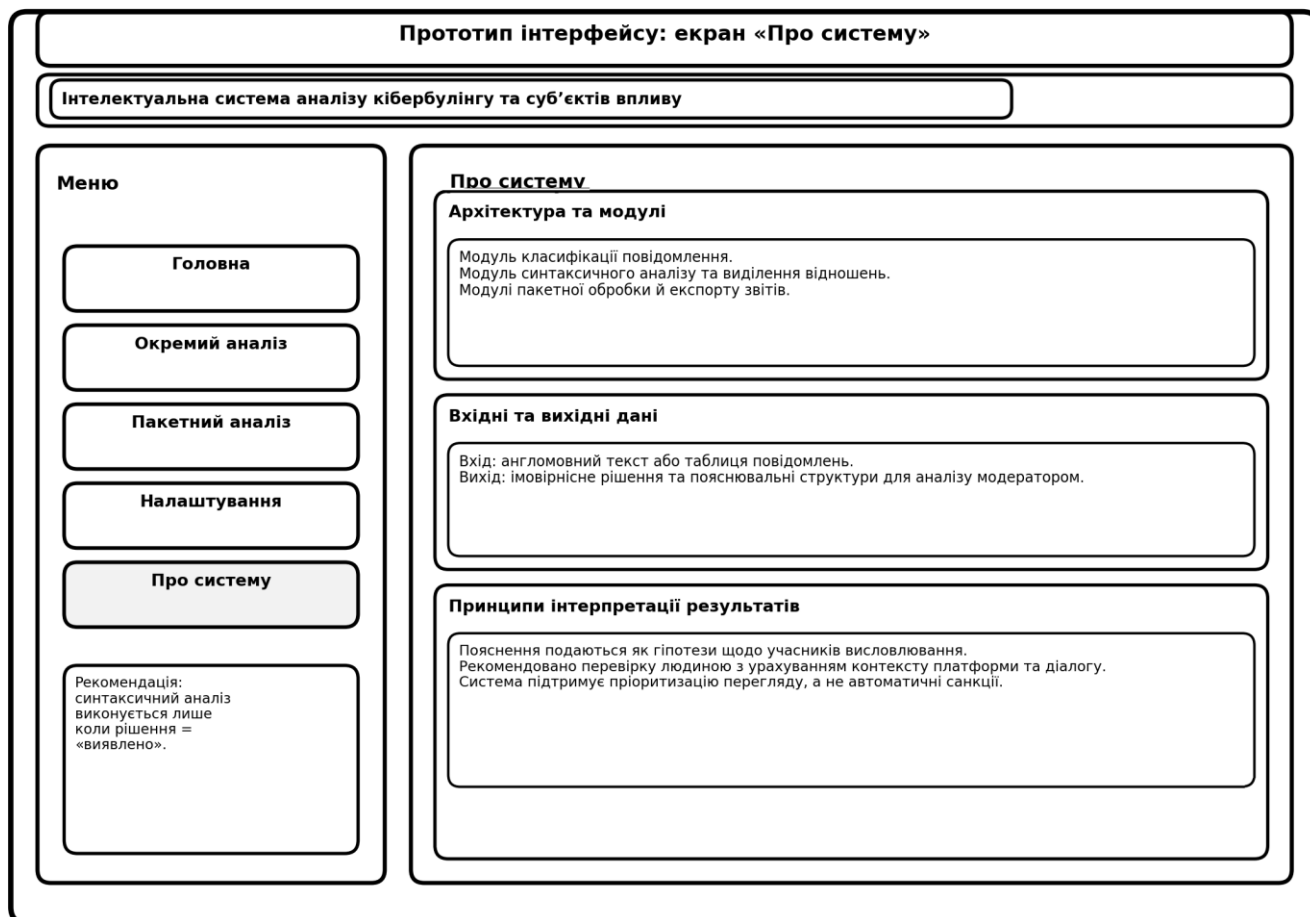 Прототип інтерфейсу: екран «Про систему»
Інтелектуальна система аналізу кібербулінгу та суб’єктів впливу
Меню
Головна
Окремий аналіз
Пакетний аналіз
Налаштування
Про систему
Рекомендація:
синтаксичний аналіз
виконується лише
коли рішення =
«виявлено».
Про систему
Архітектура та модулі
Модуль класифікації повідомлення.
Модуль синтаксичного аналізу та виділення відношень.
Модулі пакетної обробки й експорту звітів.
Вхідні та вихідні дані
Вхід: англомовний текст або таблиця повідомлень.
Вихід: імовірнісне рішення та пояснювальні структури для аналізу модератором.
Принципи інтерпретації результатів
Пояснення подаються як гіпотези щодо учасників висловлювання.
Рекомендовано перевірку людиною з урахуванням контексту платформи та діалогу.
Система підтримує пріоритизацію перегляду, а не автоматичні санкції.